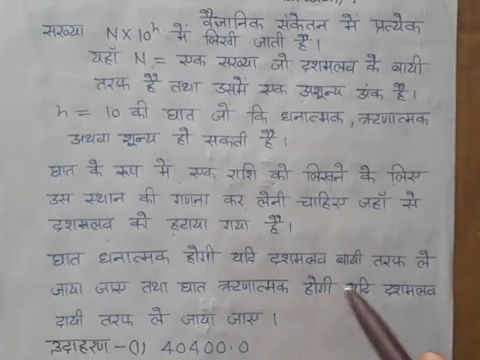 वैज्ञानिक संकेतन में प्रत्येक
संख्या N×10ʰ में लिखी जाती है।
यहाँ N = एक संख्या जो दशमलव के बायी
तरफ है तथा उसमें एक अशून्य अंक है।
h = 10 की घात जो कि धनात्मक, ऋणात्मक
अथवा शून्य हो सकती है।
घात के रूप में एक राशि को लिखने के लिए
उस स्थान की गणना कर लेनी चाहिए जहाँ से
दशमलव को हटाया गया है।
घात धनात्मक होगी यदि दशमलव बायी तरफ ले
जाया जाए तथा घात ऋणात्मक होगी यदि दशमलव
दायी तरफ ले जाया जाए।
उदाहरण-(1) 40400.0